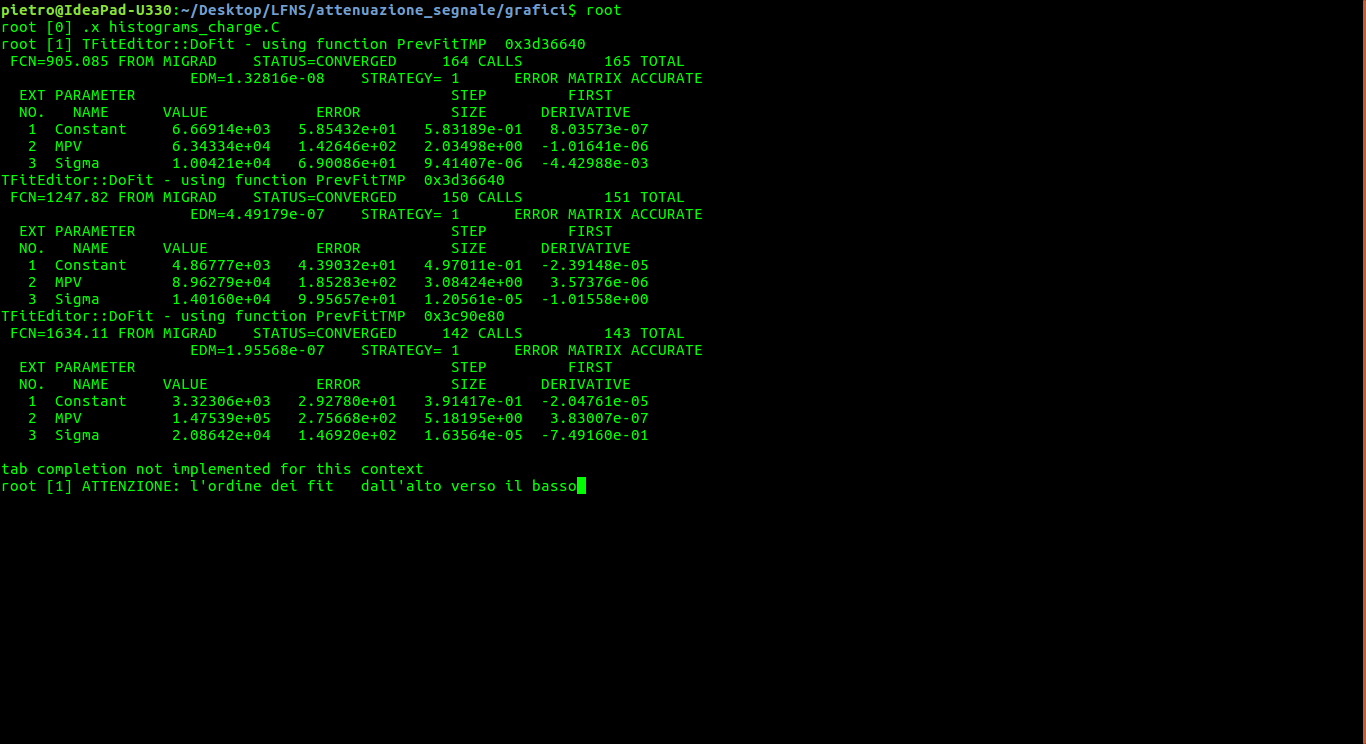 pietro@IdeaPad-U330:~/Desktop/LFNS/attenuazione_segnale/grafici$ root
root [0] .x histograms_charge.C
root [1] TFitEditor::DoFit - using function PrevFitTMP  0x3d36640
 FCN=905.085 FROM MIGRAD    STATUS=CONVERGED     164 CALLS         165 TOTAL
                     EDM=1.32816e-08    STRATEGY= 1      ERROR MATRIX ACCURATE
  EXT PARAMETER                                   STEP         FIRST
  NO.   NAME      VALUE            ERROR          SIZE      DERIVATIVE
   1  Constant     6.66914e+03   5.85432e+01   5.83189e-01   8.03573e-07
   2  MPV          6.34334e+04   1.42646e+02   2.03498e+00  -1.01641e-06
   3  Sigma        1.00421e+04   6.90086e+01   9.41407e-06  -4.42988e-03
TFitEditor::DoFit - using function PrevFitTMP  0x3d36640
 FCN=1247.82 FROM MIGRAD    STATUS=CONVERGED     150 CALLS         151 TOTAL
                     EDM=4.49179e-07    STRATEGY= 1      ERROR MATRIX ACCURATE
  EXT PARAMETER                                   STEP         FIRST
  NO.   NAME      VALUE            ERROR          SIZE      DERIVATIVE
   1  Constant     4.86777e+03   4.39032e+01   4.97011e-01  -2.39148e-05
   2  MPV          8.96279e+04   1.85283e+02   3.08424e+00   3.57376e-06
   3  Sigma        1.40160e+04   9.95657e+01   1.20561e-05  -1.01558e+00
TFitEditor::DoFit - using function PrevFitTMP  0x3c90e80
 FCN=1634.11 FROM MIGRAD    STATUS=CONVERGED     142 CALLS         143 TOTAL
                     EDM=1.95568e-07    STRATEGY= 1      ERROR MATRIX ACCURATE
  EXT PARAMETER                                   STEP         FIRST
  NO.   NAME      VALUE            ERROR          SIZE      DERIVATIVE
   1  Constant     3.32306e+03   2.92780e+01   3.91417e-01  -2.04761e-05
   2  MPV          1.47539e+05   2.75668e+02   5.18195e+00   3.83007e-07
   3  Sigma        2.08642e+04   1.46920e+02   1.63564e-05  -7.49160e-01
tab completion not implemented for this context
root [1] ATTENZIONE: l'ordine dei fit   dall'alto verso il basso